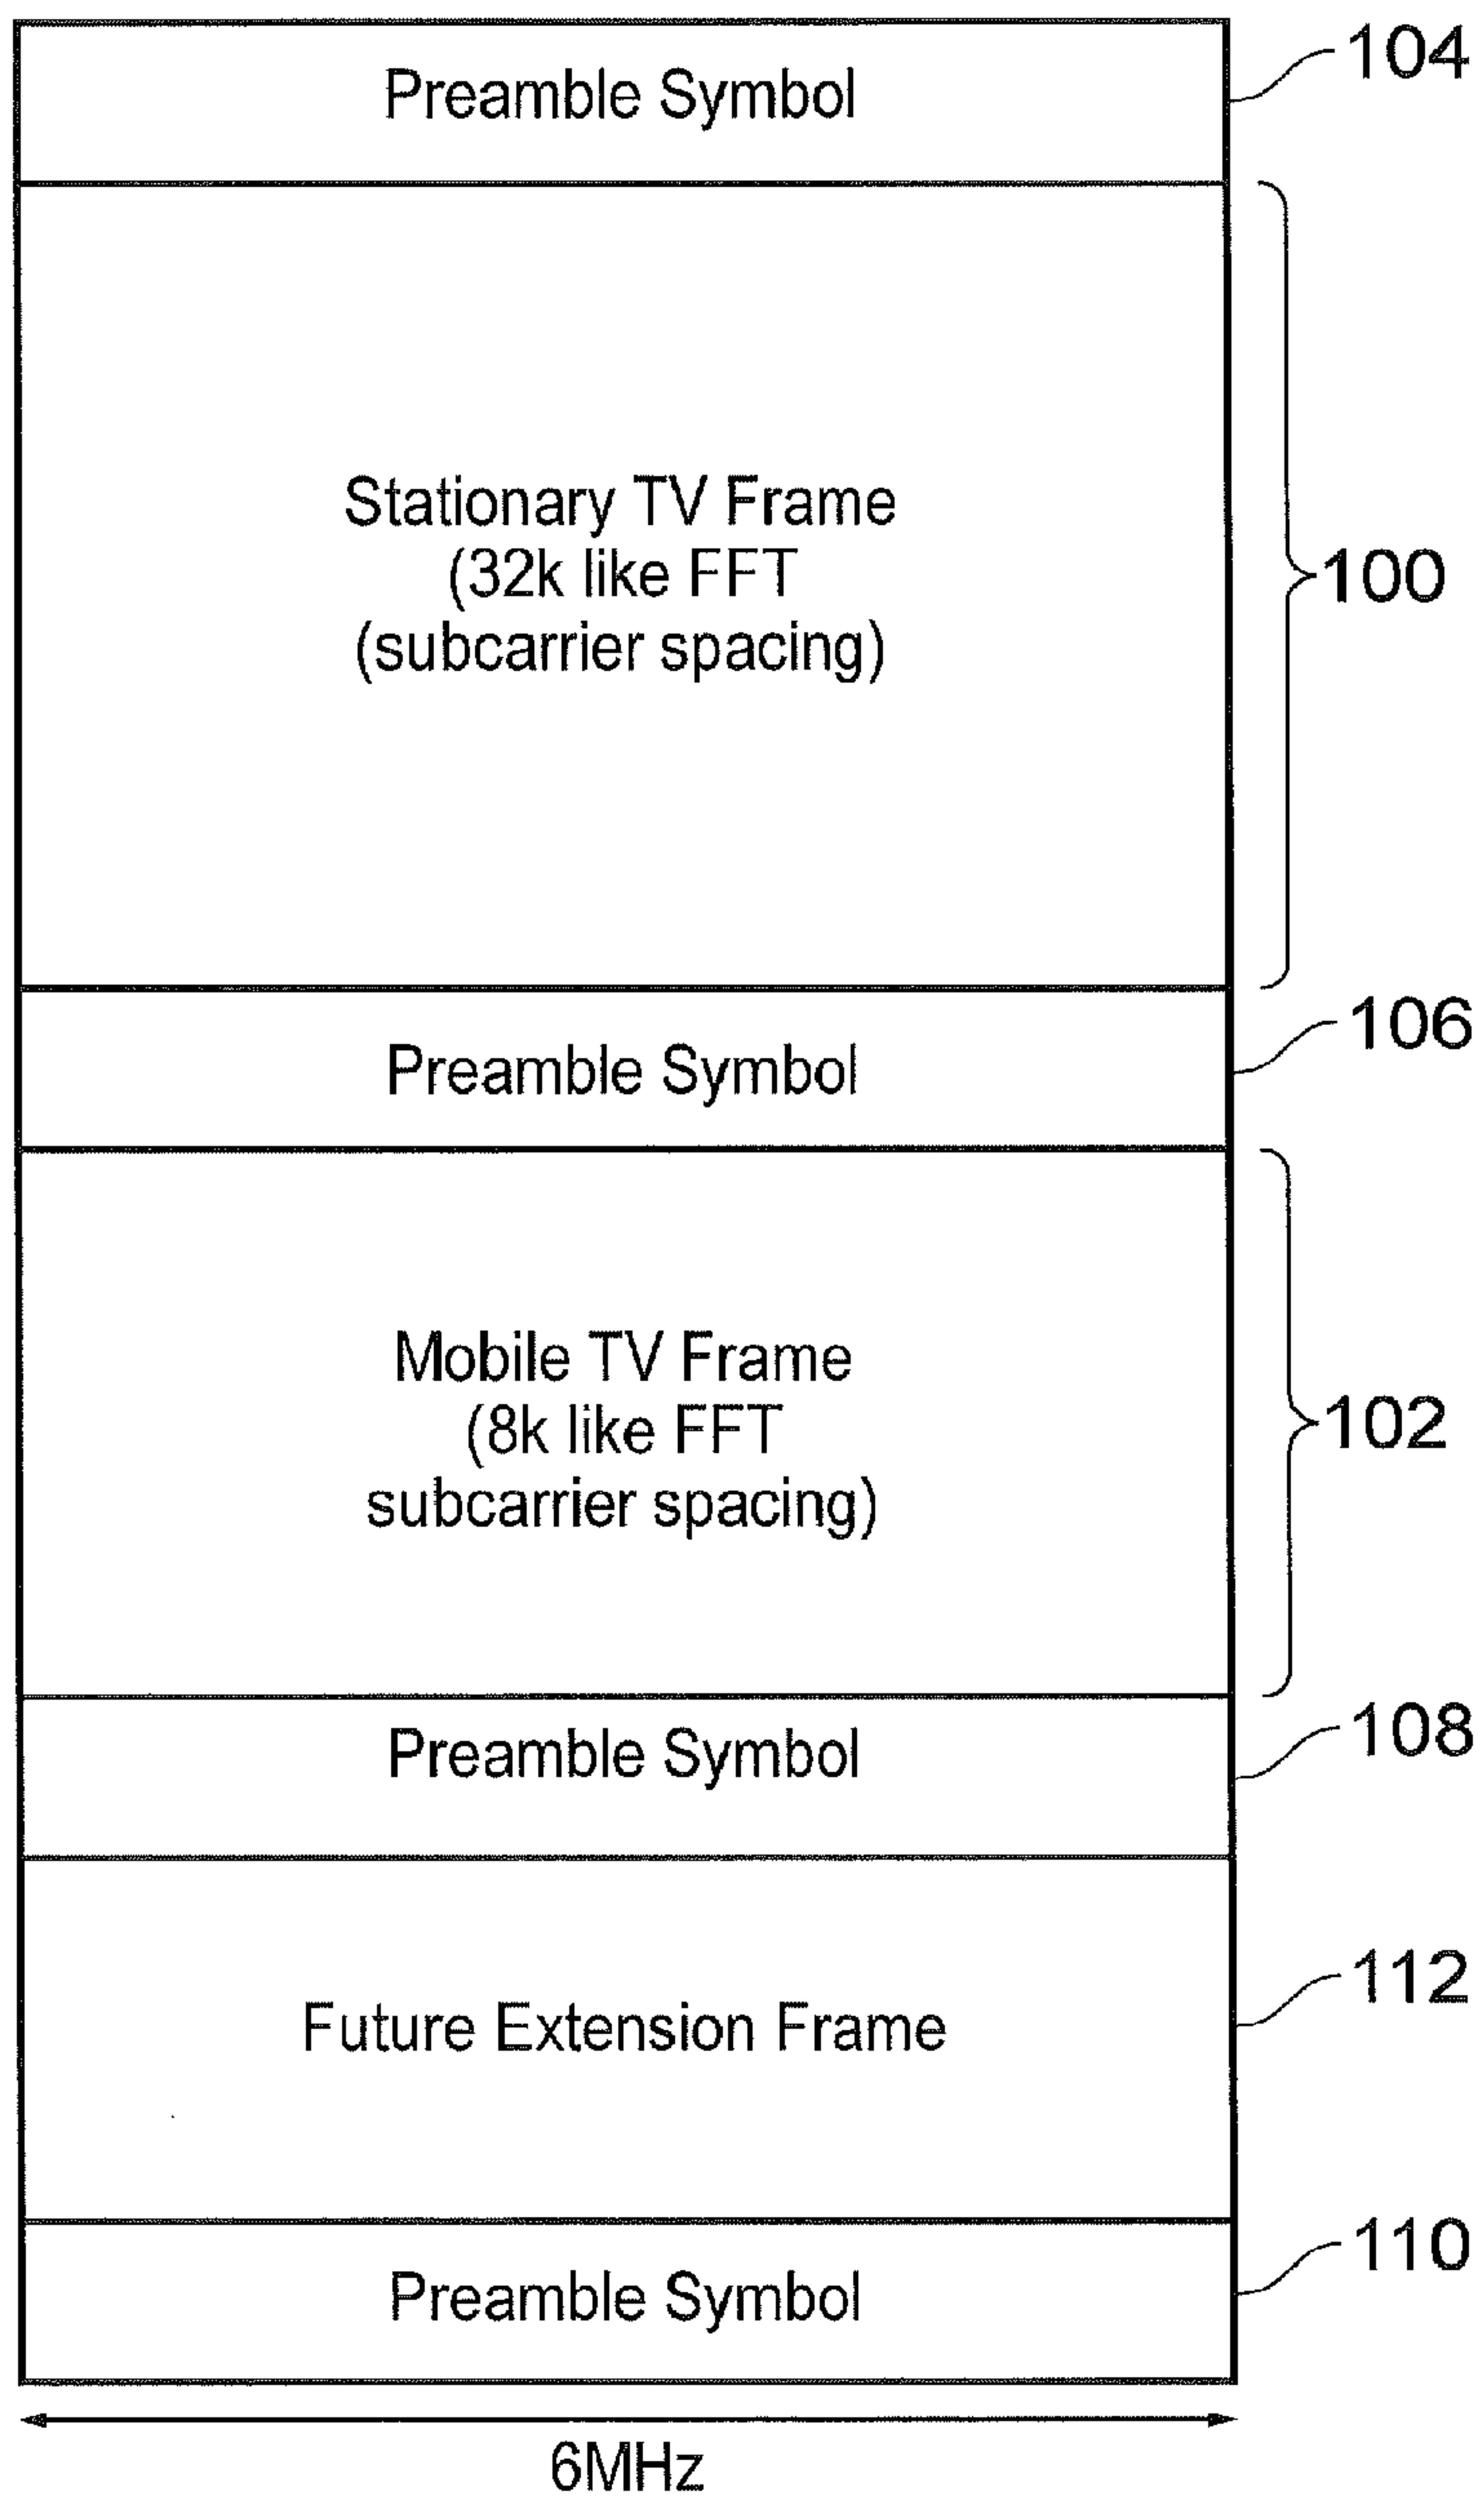 Preamble Symbol
104
Stationary TV Frame
(32k like FFT
(subcarrier spacing)
100
Preamble Symbol
106
Mobile TV Frame
(8k like FFT
subcarrier spacing)
102
Preamble Symbol
108
Future Extension Frame
112
Preamble Symbol
110
6MHz